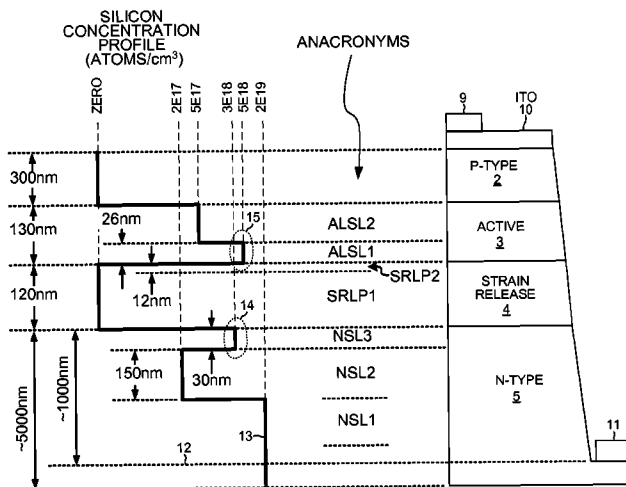 SILICON
CONCENTRATION
PROFILE
(ATOMS/cm³)
ANACRONYMS
ZERO
2E17
5E17
3E18
5E18
2E19
9
ITO
10
300nm
P-TYPE
2
130nm
26nm
15
ALSL2
ALSL1
ACTIVE
3
SRLP2
120nm
12nm
SRLP1
STRAIN
RELEASE
4
14
NSL3
150nm
30nm
NSL2
N-TYPE
5
~5000nm
~1000nm
NSL1
12
13
11